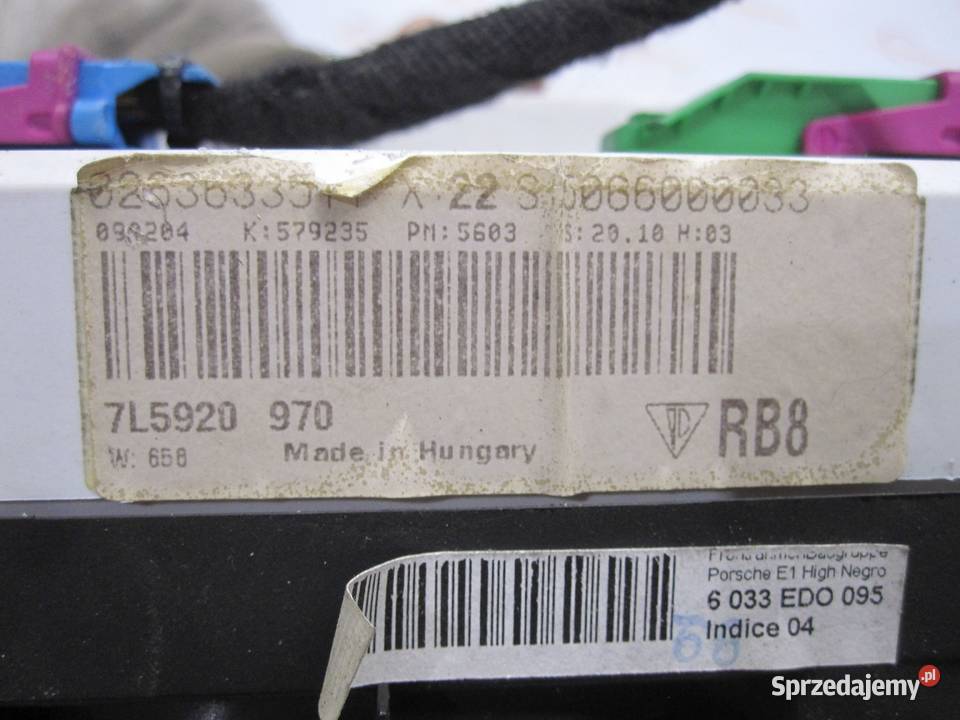 X 22 066000033
K:579235 PN:5603 S:20.10 H:03
7L5920 970
RB8
W: 658 Made in Hungary
Porsche E1 High Negro
6 033 EDO 095
Indice 04
Sprzedajemy.pl